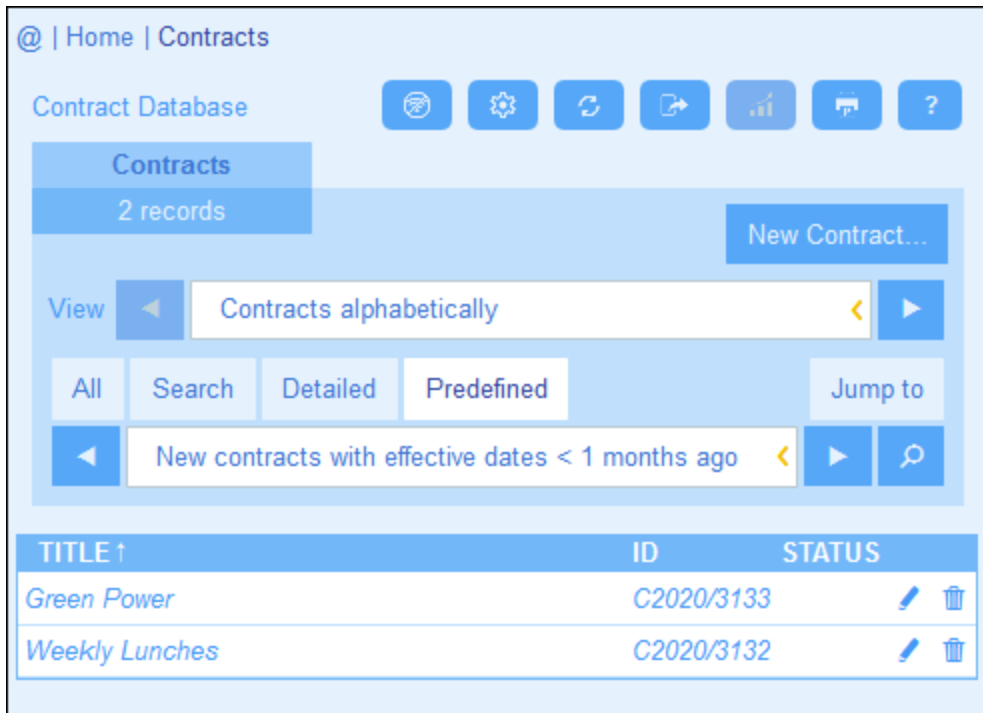 @ | Home | Contracts
Contract Database
?
Contracts
2 records
New Contract...
View Contracts alphabetically
All Search Detailed Predefined Jump to
New contracts with effective dates < 1 months ago
TITLE↑ ID STATUS
Green Power C2020/3133
Weekly Lunches C2020/3132